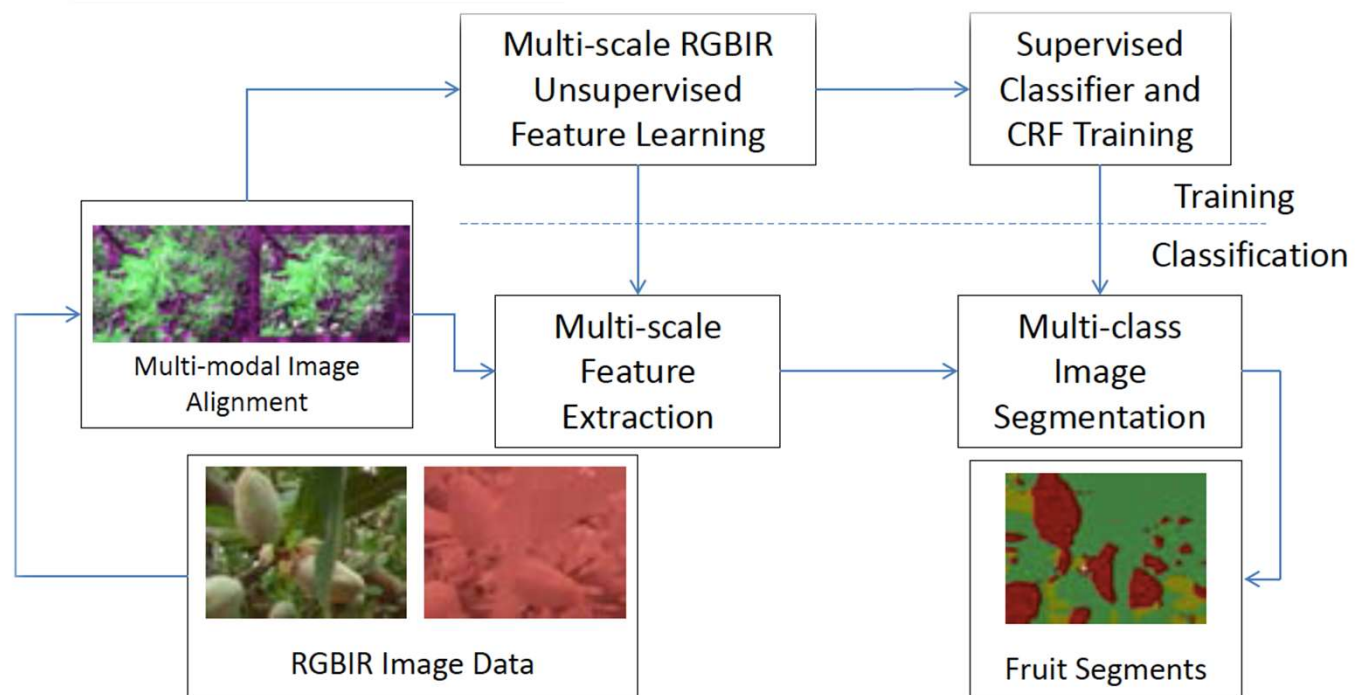 Multi-scale RGBIR
Unsupervised
Feature Learning
Supervised
Classifier and
CRF Training
Training
Classification
Multi-modal Image
Alignment
Multi-scale
Feature
Extraction
Multi-class
Image
Segmentation
RGBIR Image Data
Fruit Segments